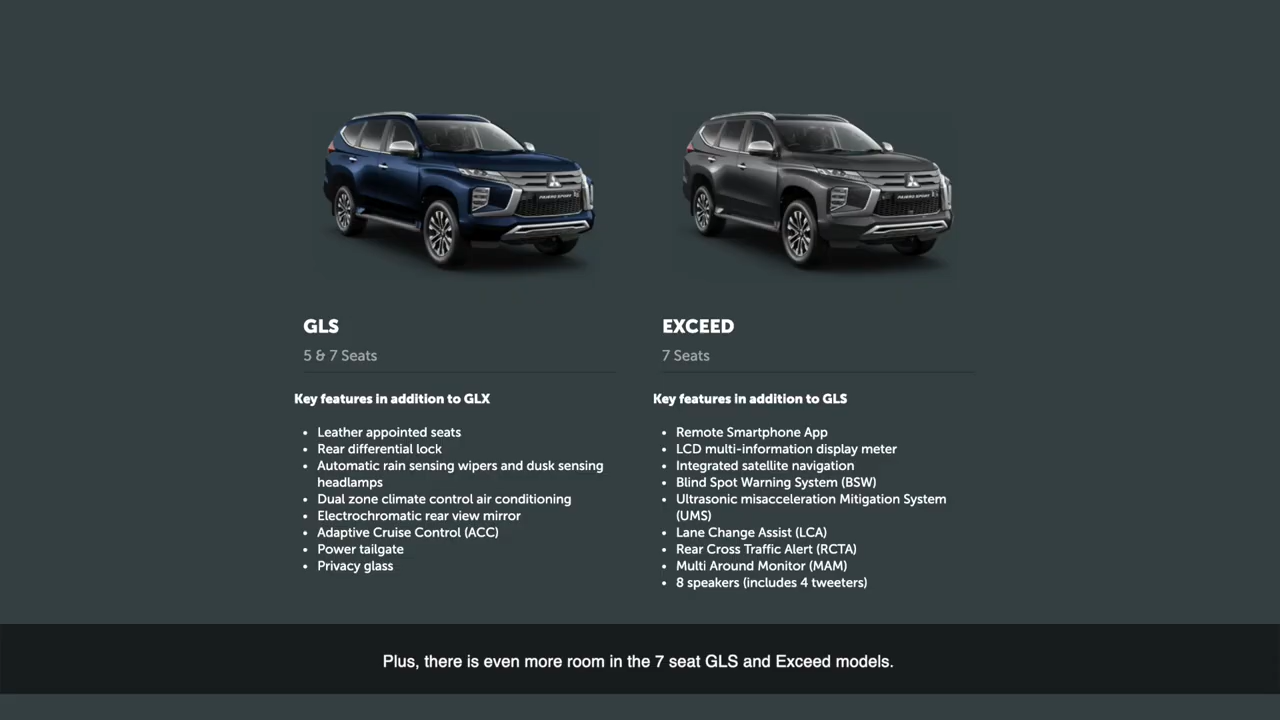 PAJERO SPORT
PAJERO SPORT
GLS
5 & 7 Seats
Key features in addition to GLX
Leather appointed seats
Rear differential lock
Automatic rain sensing wipers and dusk sensing
headlamps
Dual zone climate control air conditioning
Electrochromatic rear view mirror
Adaptive Cruise Control (ACC)
Power tailgate
Privacy glass
EXCEED
7 Seats
Key features in addition to GLS
Remote Smartphone App
LCD multi-information display meter
Integrated satellite navigation
Blind Spot Warning System (BSW)
Ultrasonic misacceleration Mitigation System
(UMS)
Lane Change Assist (LCA)
Rear Cross Traffic Alert (RCTA)
Multi Around Monitor (MAM)
8 speakers (includes 4 tweeters)
Plus, there is even more room in the 7 seat GLS and Exceed models.